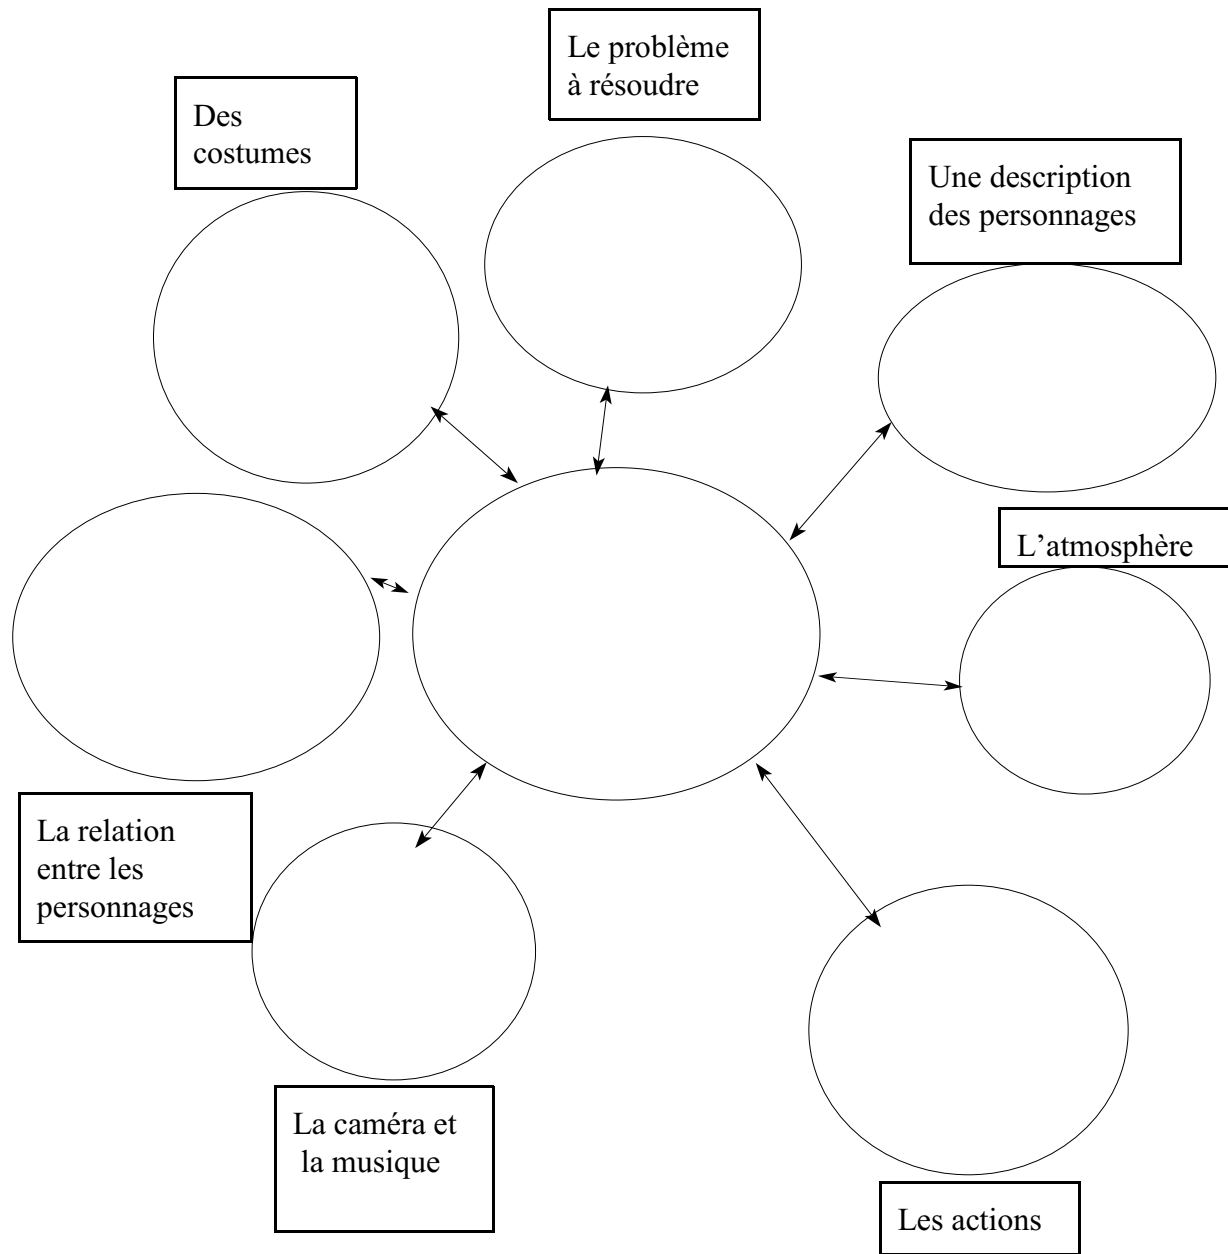 Le problème
à résoudre
Des
costumes
Une description
des personnages
L’atmosphère
La relation
entre les
personnages
La caméra et
la musique
Les actions